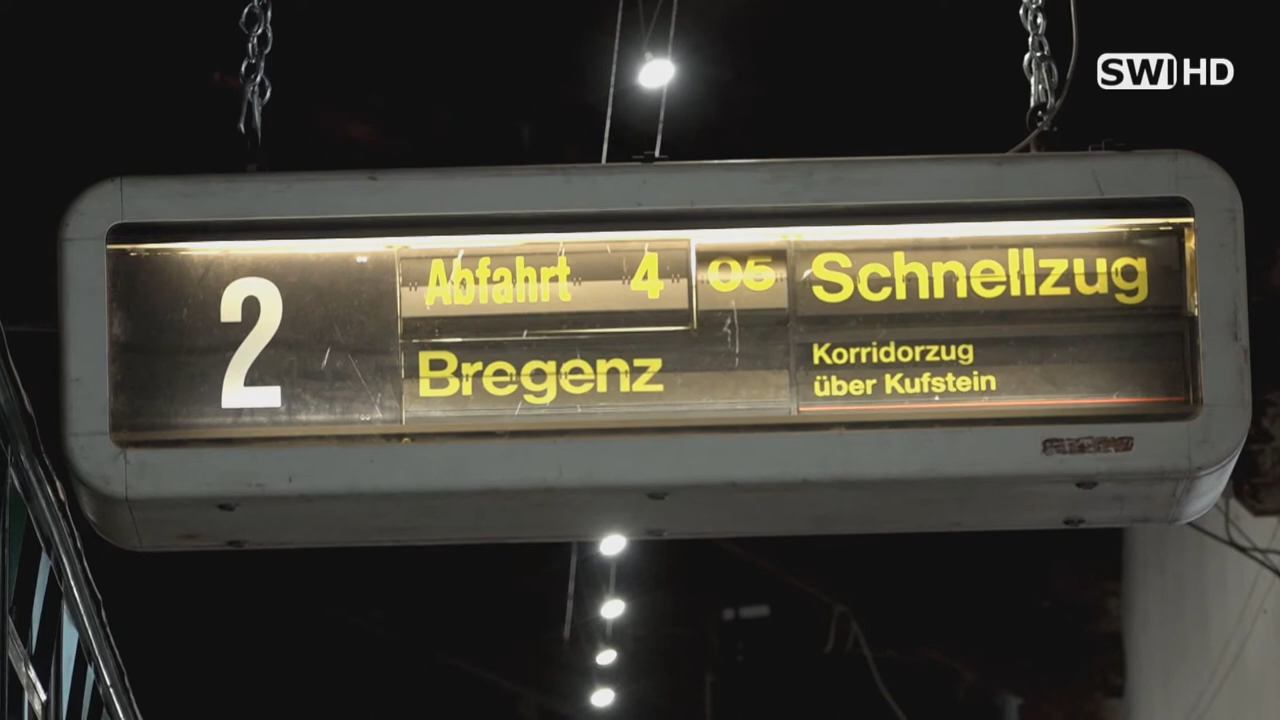 SWI HD
2
Abfahrt 4 05 Schnellzug
Bregenz
Korridorzug
über Kufstein